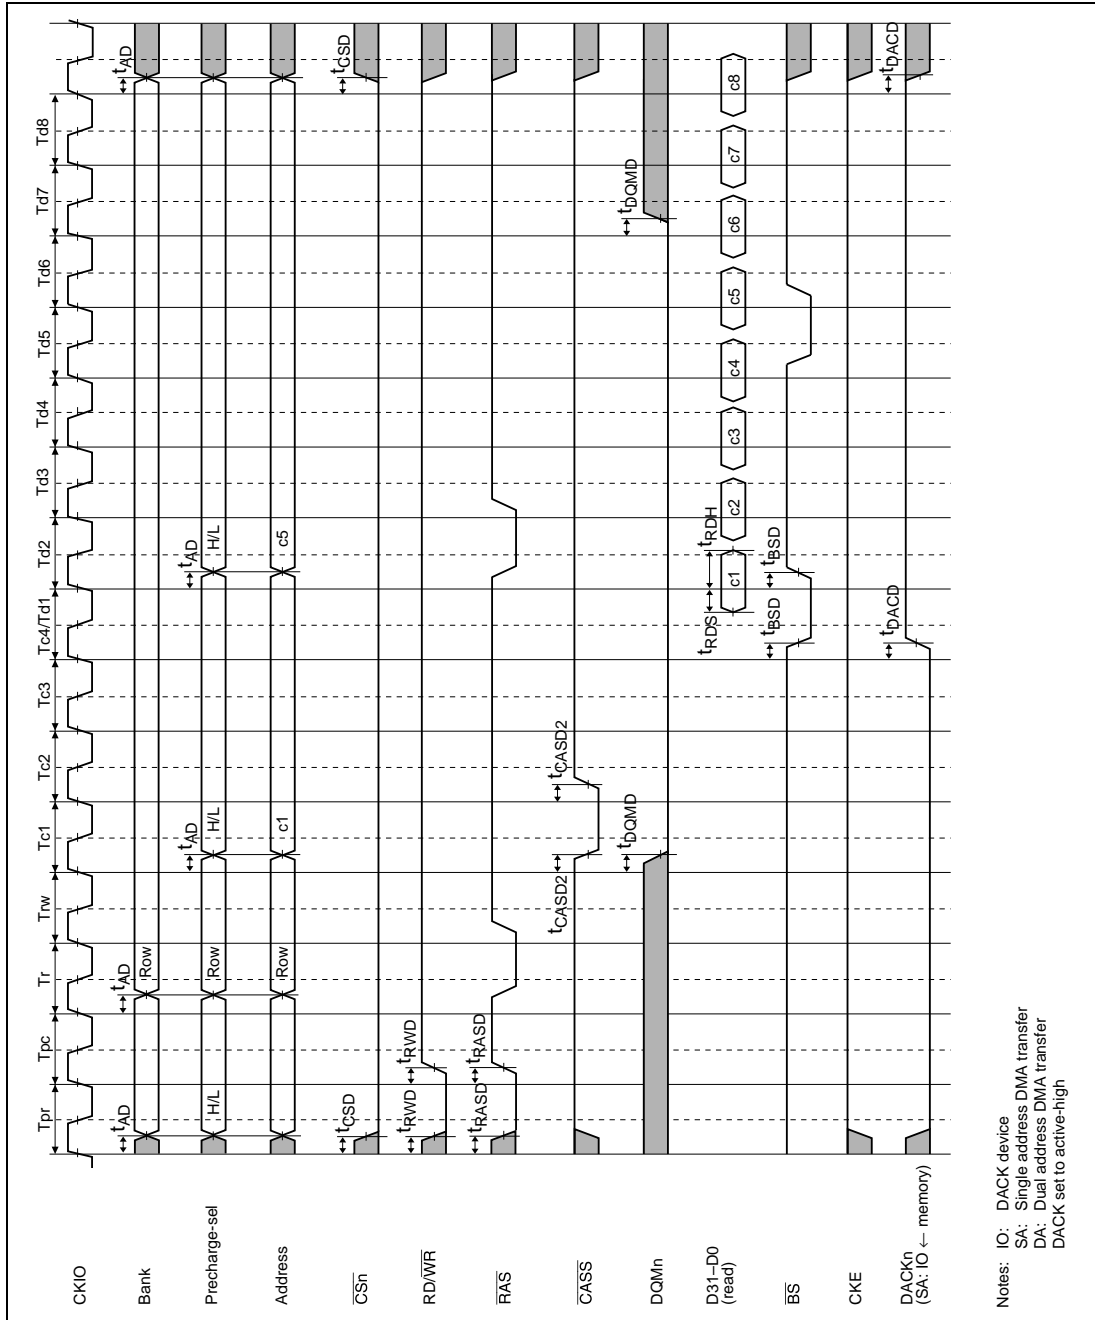 Tpr Tpc Tr Trw Tc1 Tc2 Tc3 Tc4/Td1 Td2 Td3 Td4 Td5 Td6 Td7 Td8
CKIO
tAD tAD tAD
Bank Row
tAD tAD
Precharge-sel H/L Row H/L H/L
Address Row c1 c5
tCSD tCSD
CSn
tRWD tRWD
RD/WR
tRASD tRASD
RAS
tCASD2 tCASD2
CASS
tDQMD tDQMD
DQMn
tRDS tRDH
D31–D0
(read)
c1 c2 c3 c4 c5 c6 c7 c8
tBSD tBSD
BS
CKE
tDACD tDACD
DACKn
(SA: IO ← memory)
Notes: IO: DACK device
SA: Single address DMA transfer
DA: Dual address DMA transfer
DACK set to active-high